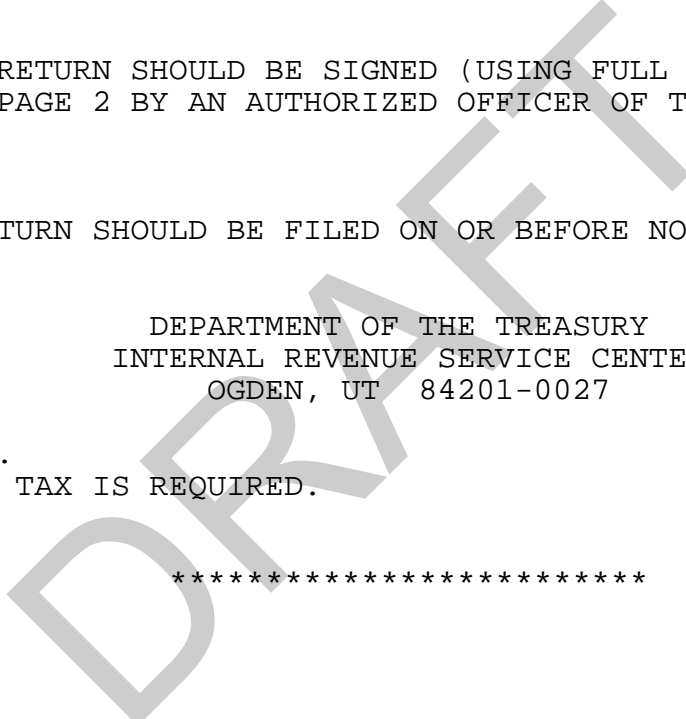 RETURN SHOULD BE SIGNED (USING FULL
PAGE 2 BY AN AUTHORIZED OFFICER OF T
TURN SHOULD BE FILED ON OR BEFORE NO
DEPARTMENT OF THE TREASURY
INTERNAL REVENUE SERVICE CENTE
OGDEN, UT 84201-0027
.
TAX IS REQUIRED.
*************************
DRAFT